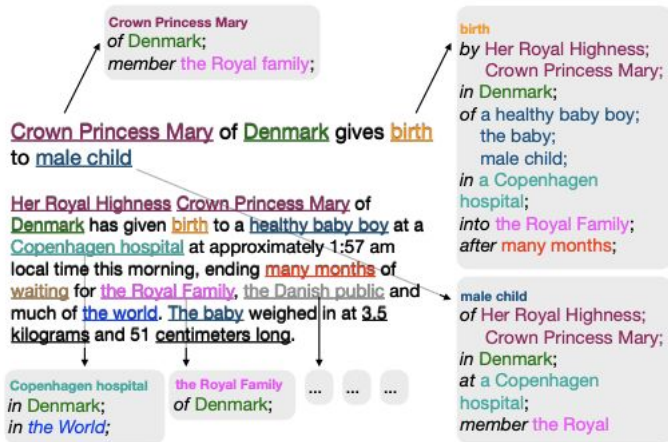 Crown Princess Mary
of Denmark;
member the Royal family;
Crown Princess Mary of Denmark gives birth
to male child
Her Royal Highness Crown Princess Mary of
Denmark has given birth to a healthy baby boy at a
Copenhagen hospital at approximately 1:57 am
local time this morning, ending many months of
waiting for the Royal Family, the Danish public and
much of the world. The baby weighed in at 3.5
kilograms and 51 centimeters long.
Copenhagen hospital
in Denmark;
in the World;
the Royal Family
of Denmark;
... ... ...
birth
by Her Royal Highness;
Crown Princess Mary;
in Denmark;
of a healthy baby boy;
the baby;
male child;
in a Copenhagen
hospital;
into the Royal Family;
after many months;
male child
of Her Royal Highness;
Crown Princess Mary;
in Denmark;
at a Copenhagen
hospital;
member the Royal